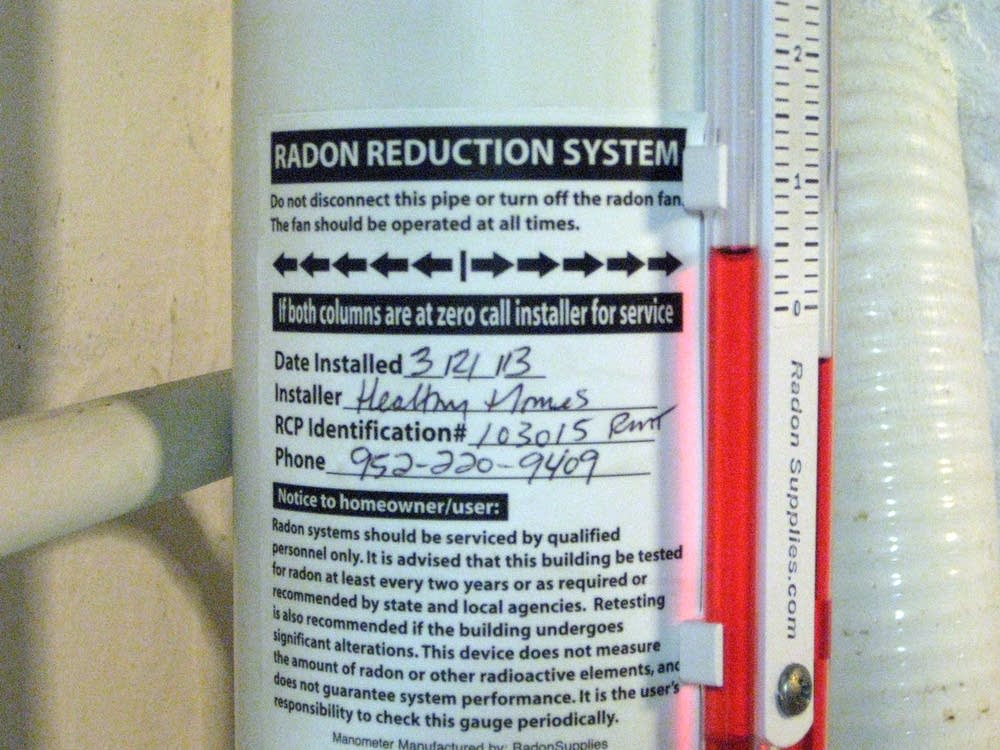 RADON REDUCTION SYSTEM
Do not disconnect this pipe or turn off the radon fan.
The fan should be operated at all times.
If both columns are at zero call installer for service
Date Installed 3 121 113
Installer Healthy Homes
RCP Identification# 103015 RMT
Phone 952-220-9409
Notice to homeowner/user:
Radon systems should be serviced by qualified
personnel only. It is advised that this building be tested
for radon at least every two years or as required or
recommended by state and local agencies. Retesting
is also recommended if the building undergoes
significant alterations. This device does not measure
the amount of radon or other radioactive elements, and
does not guarantee system performance. It is the user's
responsibility to check this gauge periodically.
Manometer Manufactured by: RadonSupplies
2
1
0
Radon Supplies.com